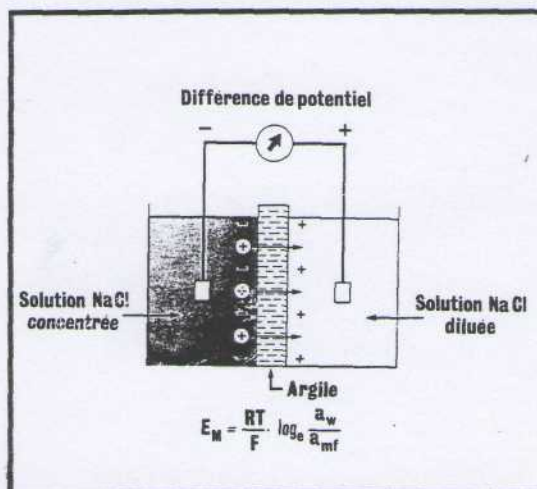 Différence de potentiel
− +
Solution NaCl
concentrée
Solution NaCl
diluée
Argile
E_M = RT/F · log_e a_w/a_mf